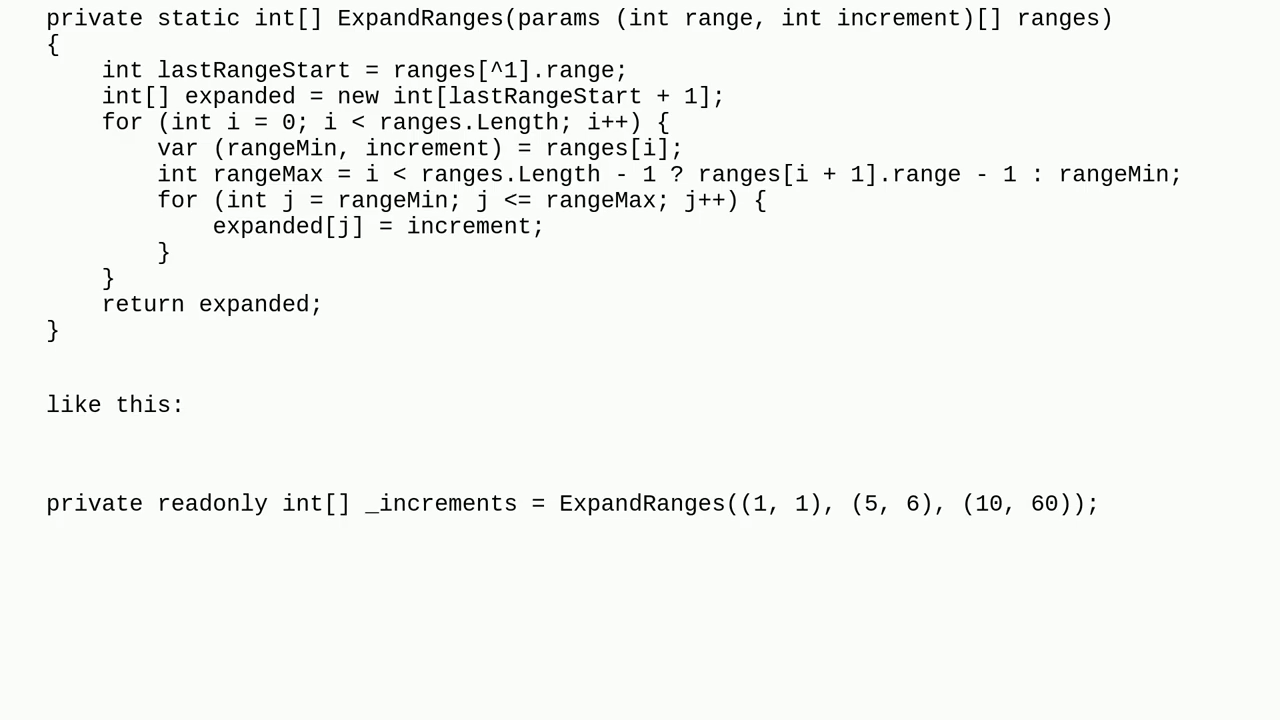 private static int[] ExpandRanges(params (int range, int increment)[] ranges)
{
    int lastRangeStart = ranges[^1].range;
    int[] expanded = new int[lastRangeStart + 1];
    for (int i = 0; i < ranges.Length; i++) {
        var (rangeMin, increment) = ranges[i];
        int rangeMax = i < ranges.Length - 1 ? ranges[i + 1].range - 1 : rangeMin;
        for (int j = rangeMin; j <= rangeMax; j++) {
            expanded[j] = increment;
        }
    }
    return expanded;
}
like this:
private readonly int[] _increments = ExpandRanges((1, 1), (5, 6), (10, 60));